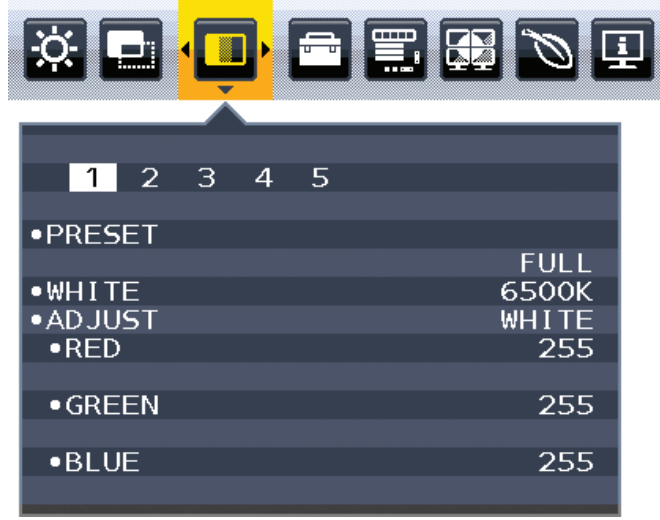 1 2 3 4 5
•PRESET
FULL
•WHITE 6500K
•ADJUST WHITE
•RED 255
•GREEN 255
•BLUE 255